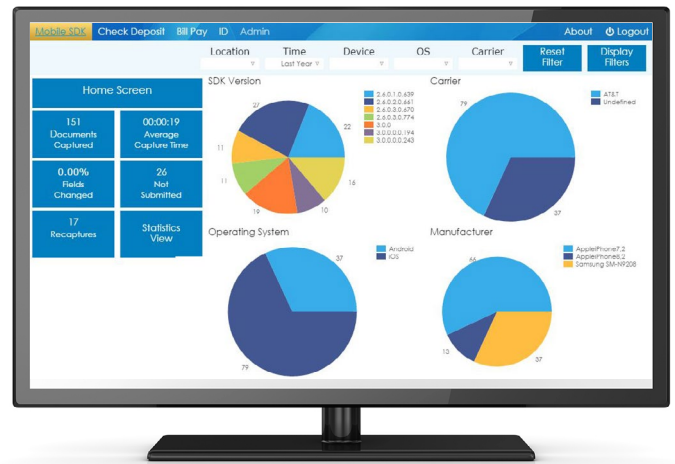 Mobile SDK Check Deposit Bill Pay ID Admin About Logout
Location Time Device OS Carrier
Last Year
Reset
Filter
Display
Filters
Home Screen
151
Documents
Captured
00:00:19
Average
Capture Time
0.00%
Fields
Changed
26
Not
Submitted
17
Recaptures
Statistics
View
SDK Version
27
22
11
11
19
10
16
2.6.0.1.0.639
2.6.0.2.0.661
2.6.0.3.0.670
2.6.0.3.0.774
3.0.0
3.0.0.0.0.194
3.0.0.0.0.243
Carrier
79
37
AT&T
Undefined
Operating System
37
79
Android
iOS
Manufacturer
66
13
37
AppleiPhone7,2
AppleiPhone8,2
Samsung SM-N9208